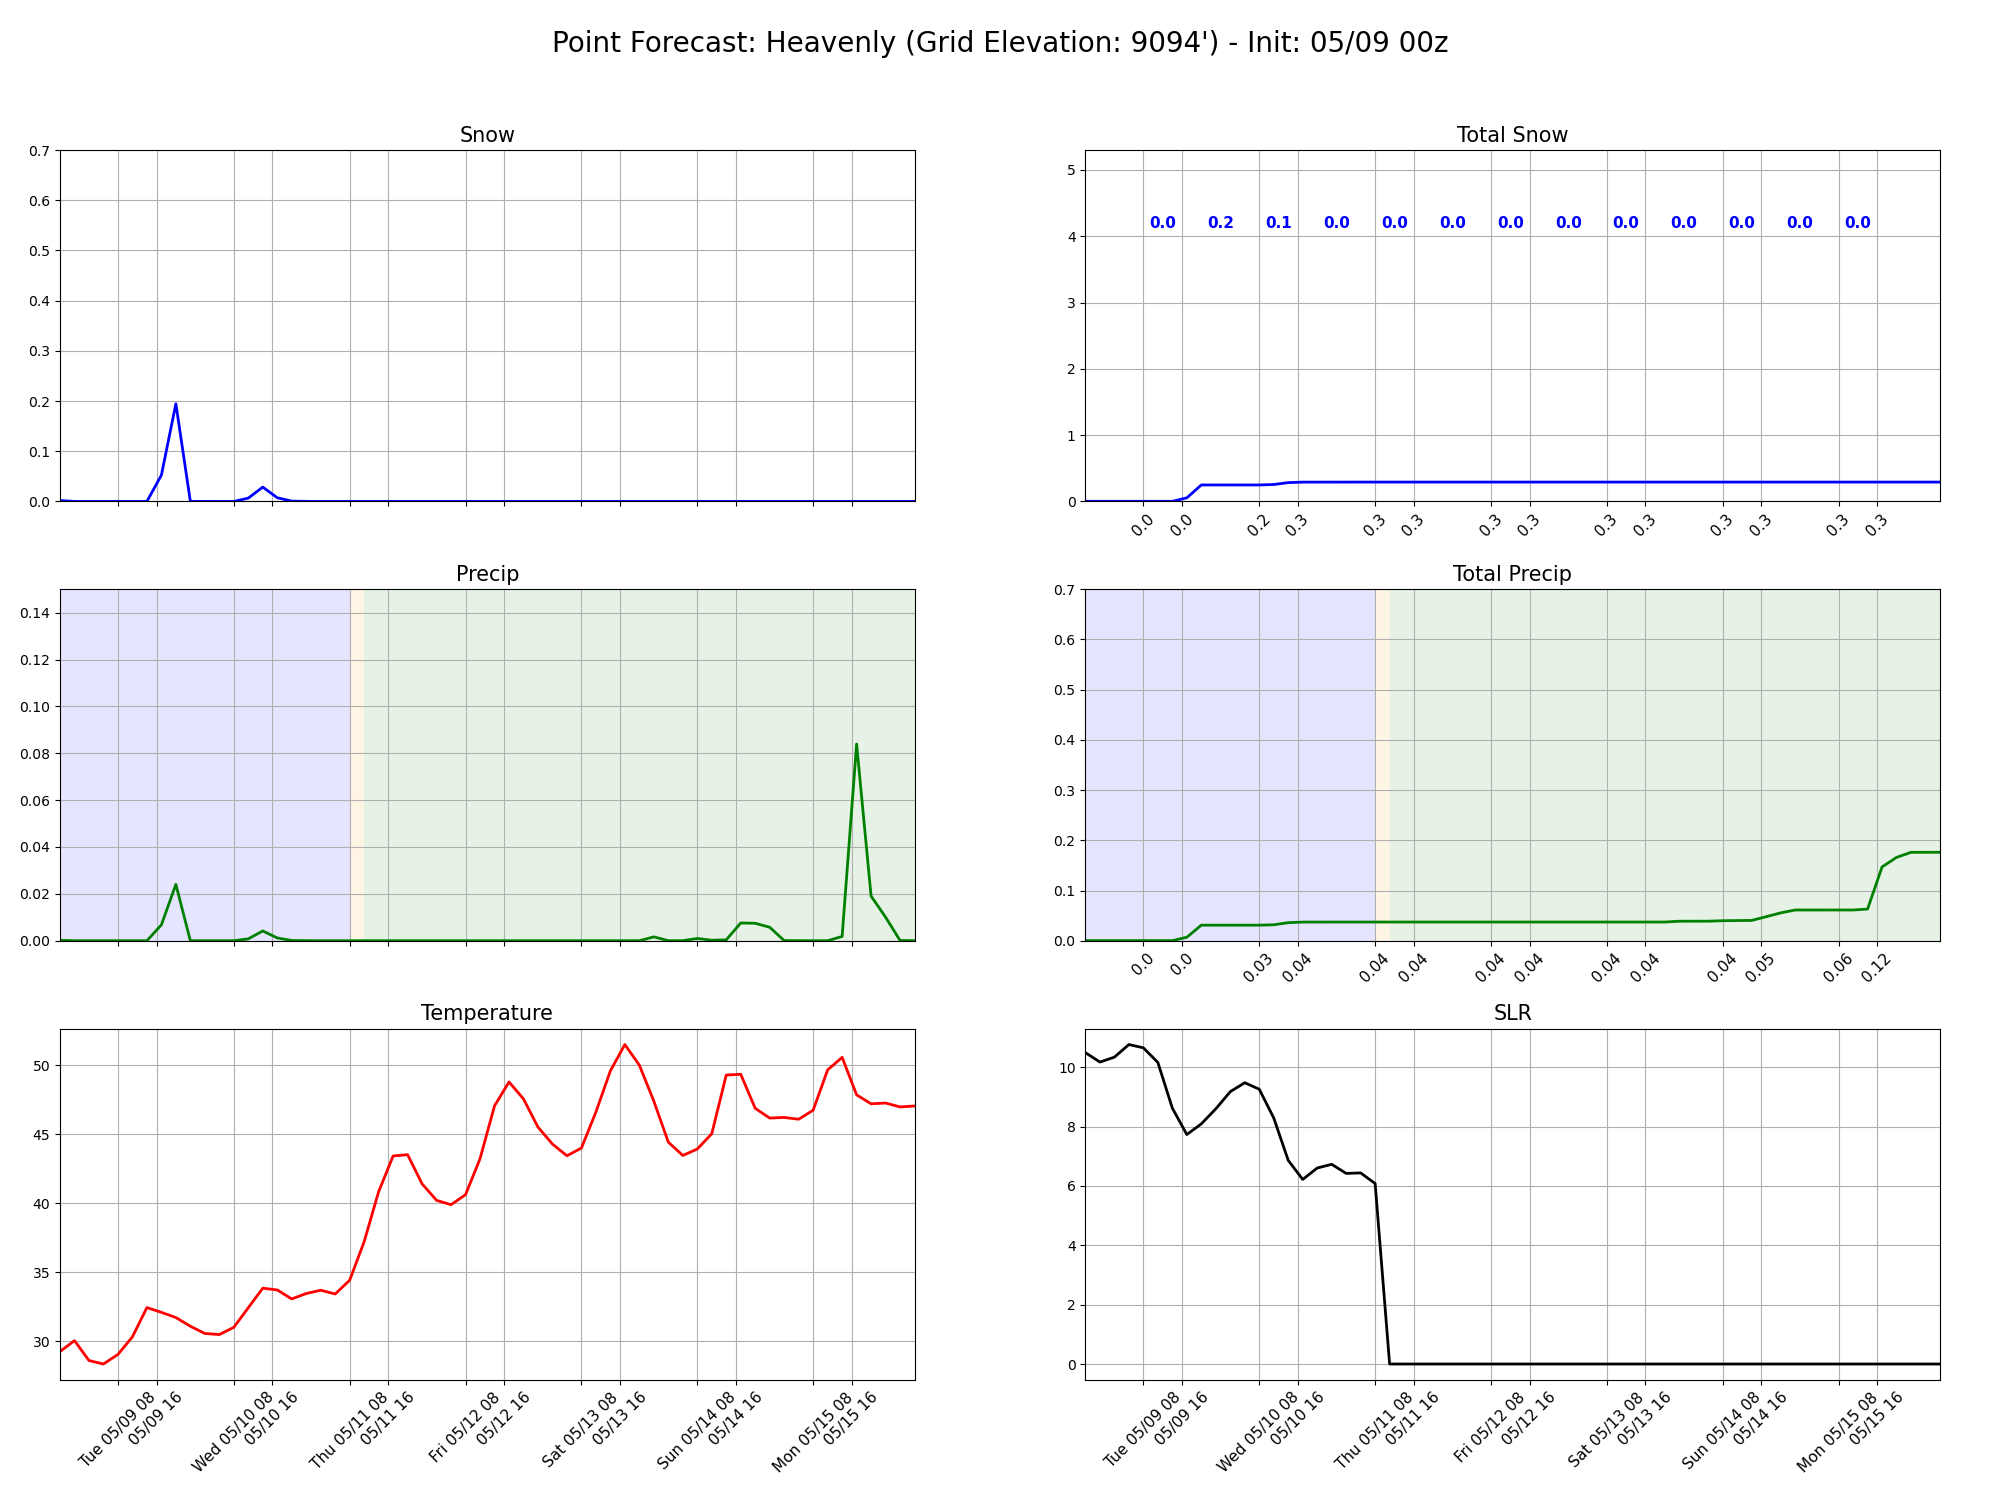 Point Forecast: Heavenly (Grid Elevation: 9094') - Init: 05/09 00z
Snow
0.7
0.6
0.5
0.4
0.3
0.2
0.1
0.0
Total Snow
5
4
3
2
1
0
0.0 0.2 0.1 0.0 0.0 0.0 0.0 0.0 0.0 0.0 0.0 0.0 0.0
0.0 0.0 0.2 0.3 0.3 0.3 0.3 0.3 0.3 0.3 0.3 0.3 0.3 0.3
Precip
0.14
0.12
0.10
0.08
0.06
0.04
0.02
0.00
Total Precip
0.7
0.6
0.5
0.4
0.3
0.2
0.1
0.0
0.0 0.0 0.03 0.04 0.04 0.04 0.04 0.04 0.04 0.04 0.04 0.05 0.06 0.12
Temperature
50
45
40
35
30
Tue 05/09 08
05/09 16
Wed 05/10 08
05/10 16
Thu 05/11 08
05/11 16
Fri 05/12 08
05/12 16
Sat 05/13 08
05/13 16
Sun 05/14 08
05/14 16
Mon 05/15 08
05/15 16
SLR
10
8
6
4
2
0
Tue 05/09 08
05/09 16
Wed 05/10 08
05/10 16
Thu 05/11 08
05/11 16
Fri 05/12 08
05/12 16
Sat 05/13 08
05/13 16
Sun 05/14 08
05/14 16
Mon 05/15 08
05/15 16